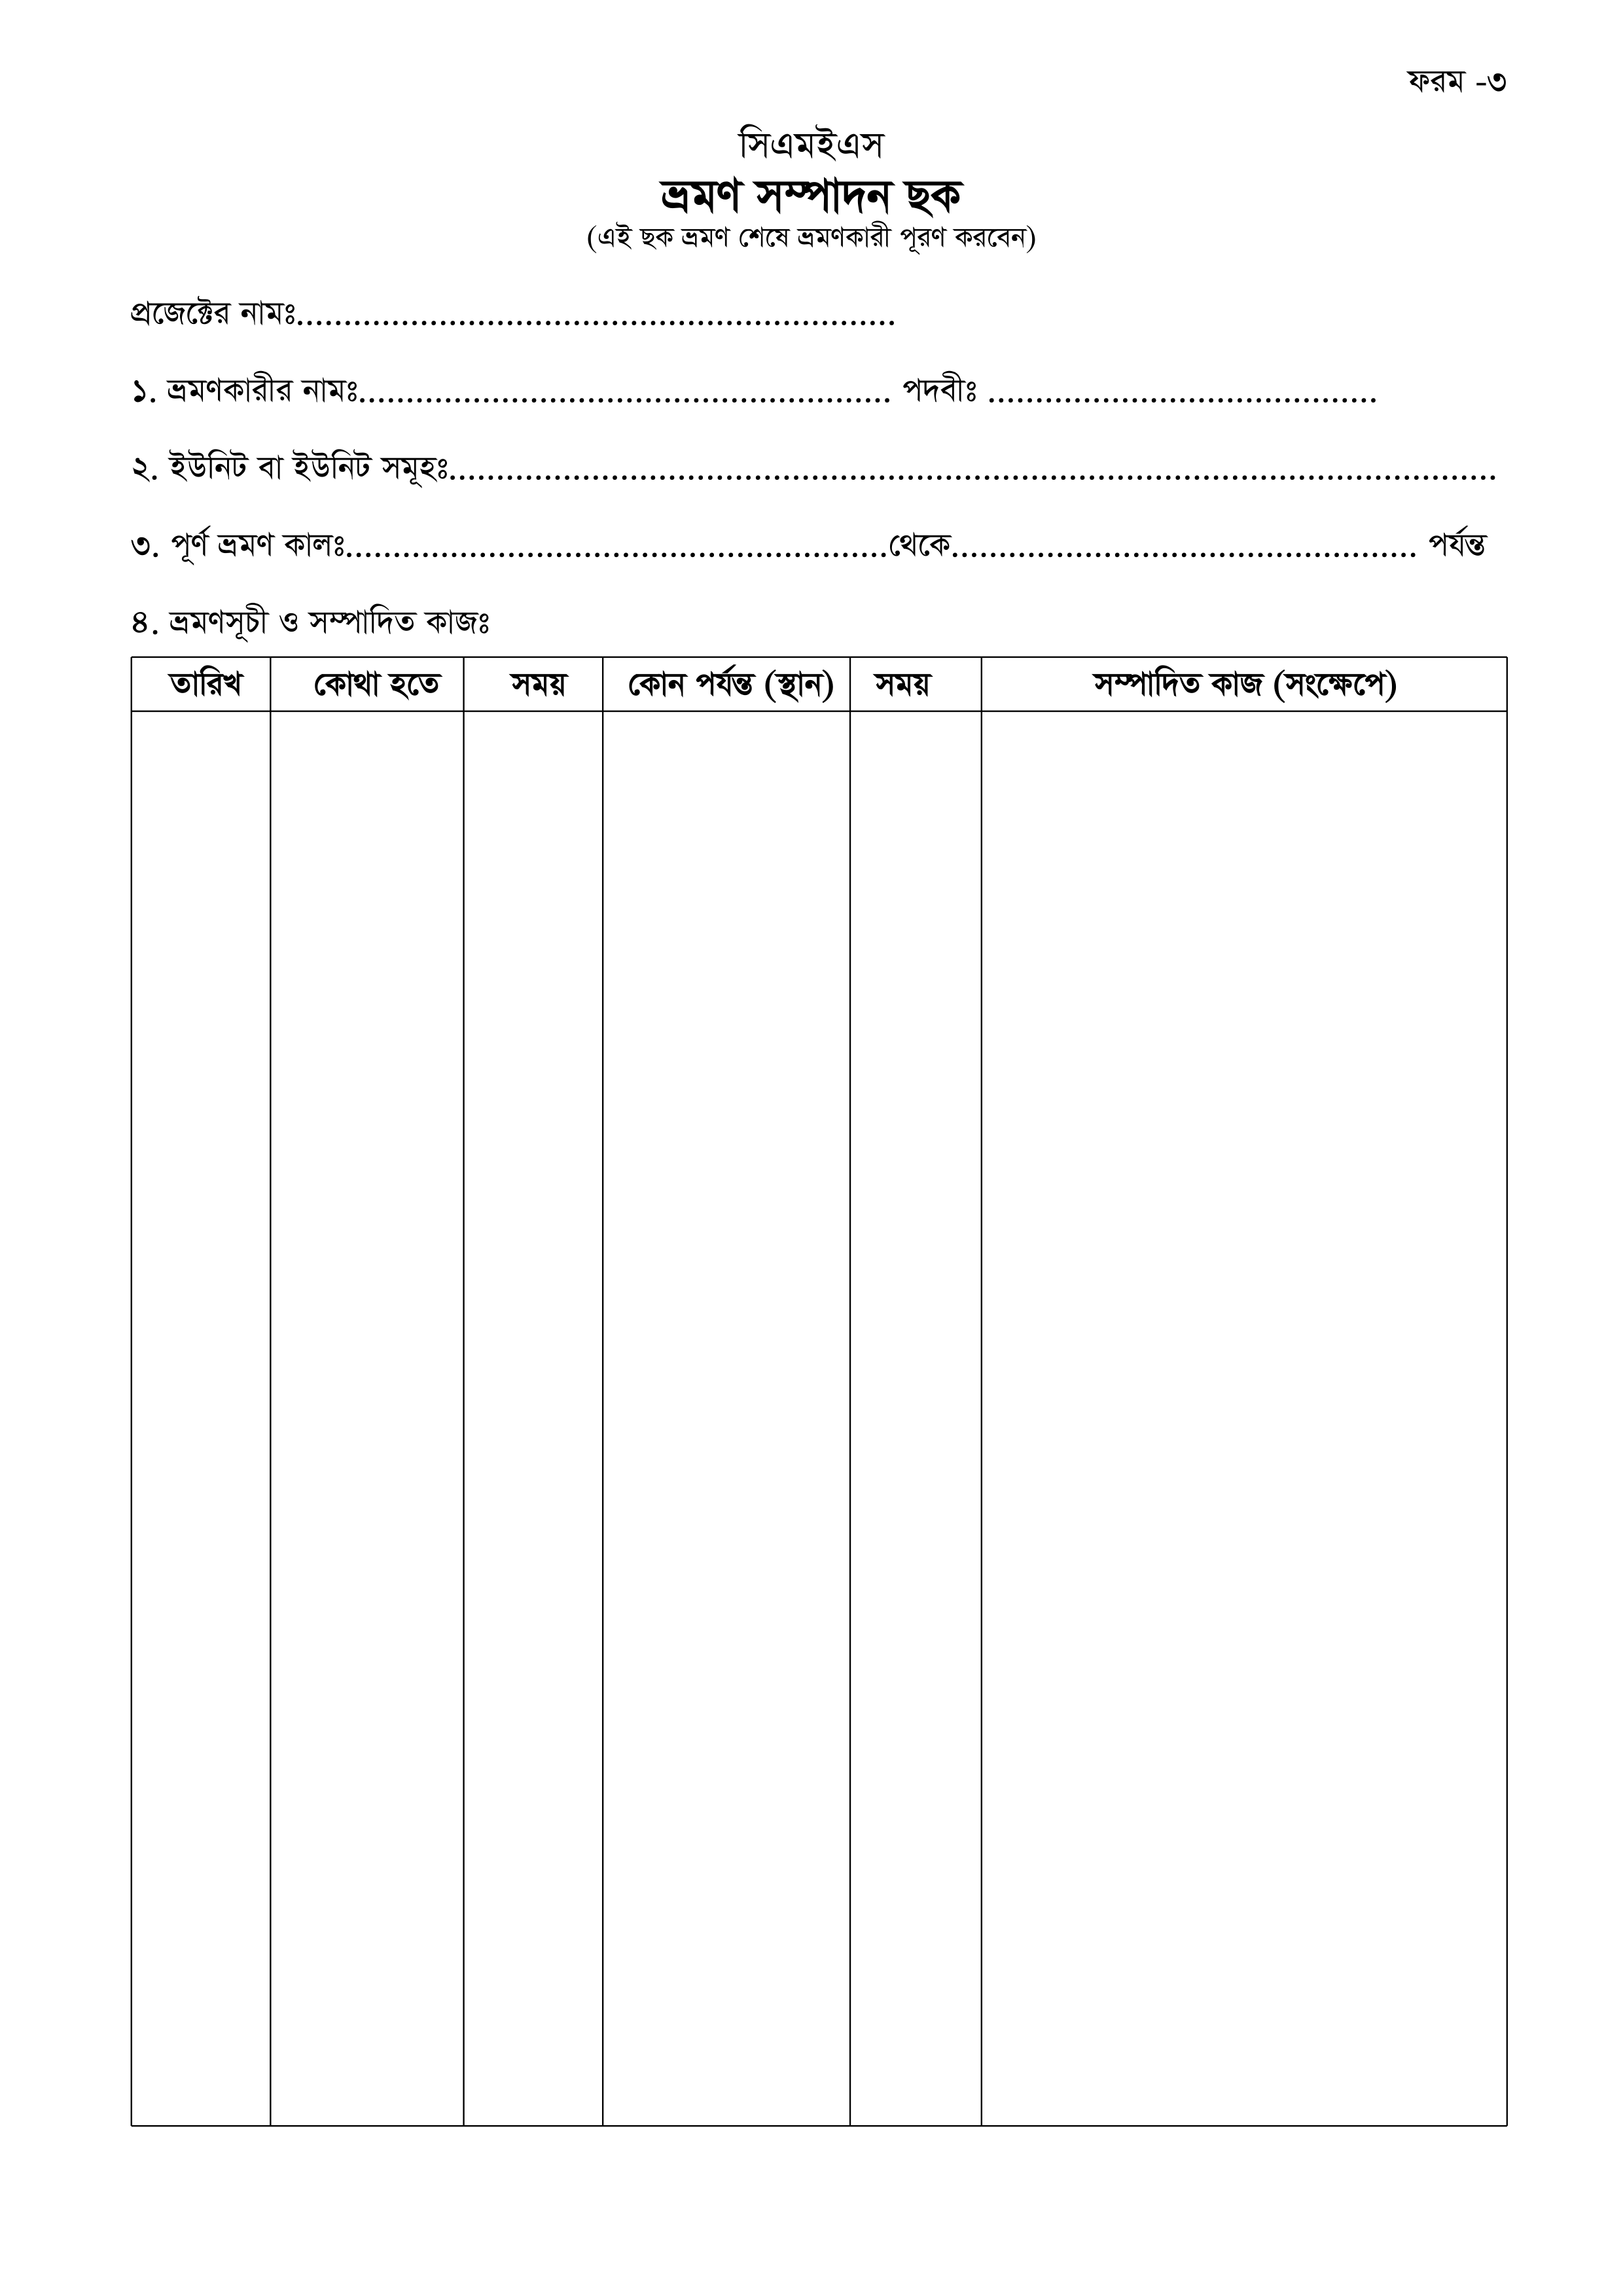 ফরম -৩
সিএমইএস
ভ্রমণ সম্পাদন ছক
(এই ছক ভ্রমণ শেষে ভ্রমণকারী পূরণ করবেন)
প্রজেক্টের নামঃ...............................................................
১. ভ্রমণকারীর নামঃ........................................................ পদবীঃ .........................................
২. ইউনিট বা ইউনিট সমূহঃ..............................................................................................................
৩. পূর্ণ ভ্রমণ কালঃ.........................................................থেকে................................................. পর্যন্ত
৪. ভ্রমণসূচী ও সম্পাদিত কাজঃ
তারিখ কোথা হতে সময় কোন পর্যন্ত (স্থান) সময় সম্পাদিত কাজ (সংক্ষেপে)